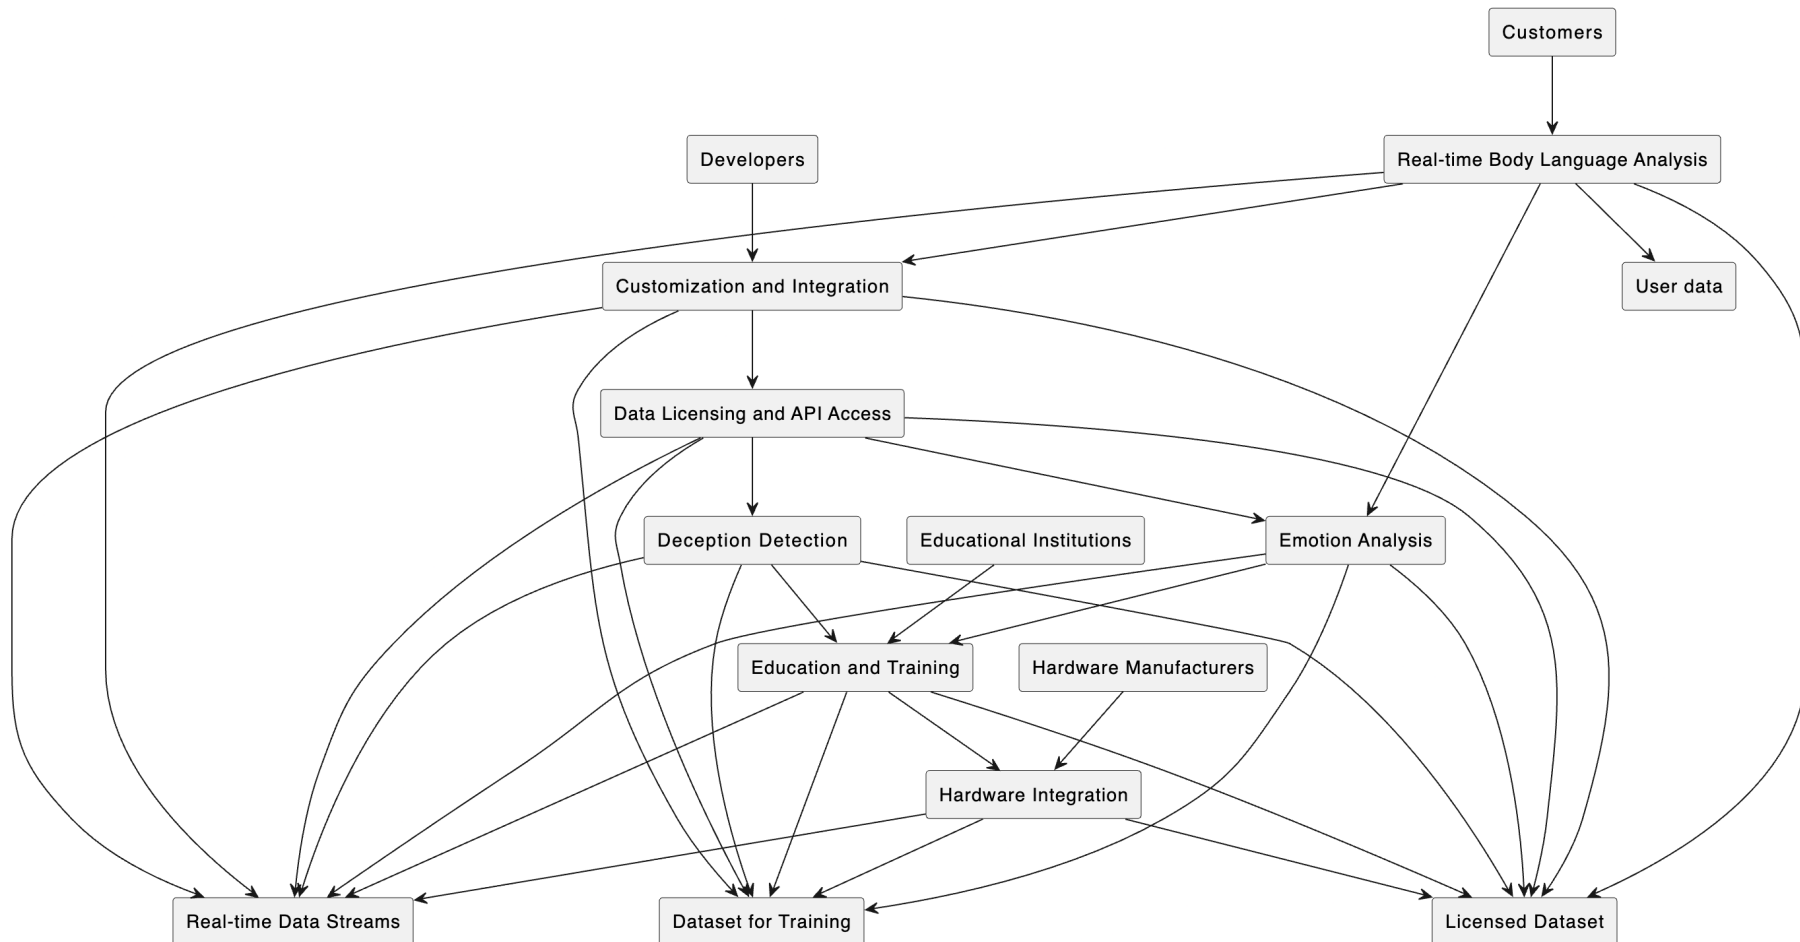 Customers
Developers
Real-time Body Language Analysis
Customization and Integration
User data
Data Licensing and API Access
Deception Detection
Educational Institutions
Emotion Analysis
Education and Training
Hardware Manufacturers
Hardware Integration
Real-time Data Streams
Dataset for Training
Licensed Dataset